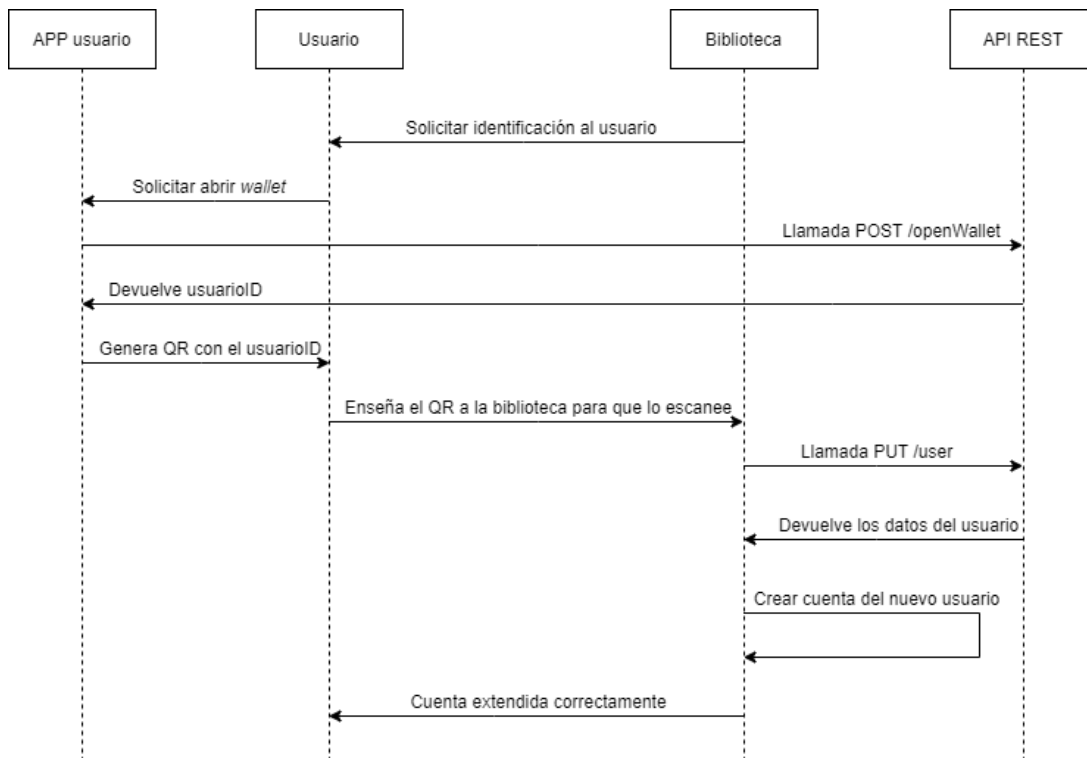 APP usuario
Usuario
Biblioteca
API REST
Solicitar identificación al usuario
Solicitar abrir wallet
Llamada POST /openWallet
Devuelve usuarioID
Genera QR con el usuarioID
Enseña el QR a la biblioteca para que lo escanee
Llamada PUT /user
Devuelve los datos del usuario
Crear cuenta del nuevo usuario
Cuenta extendida correctamente